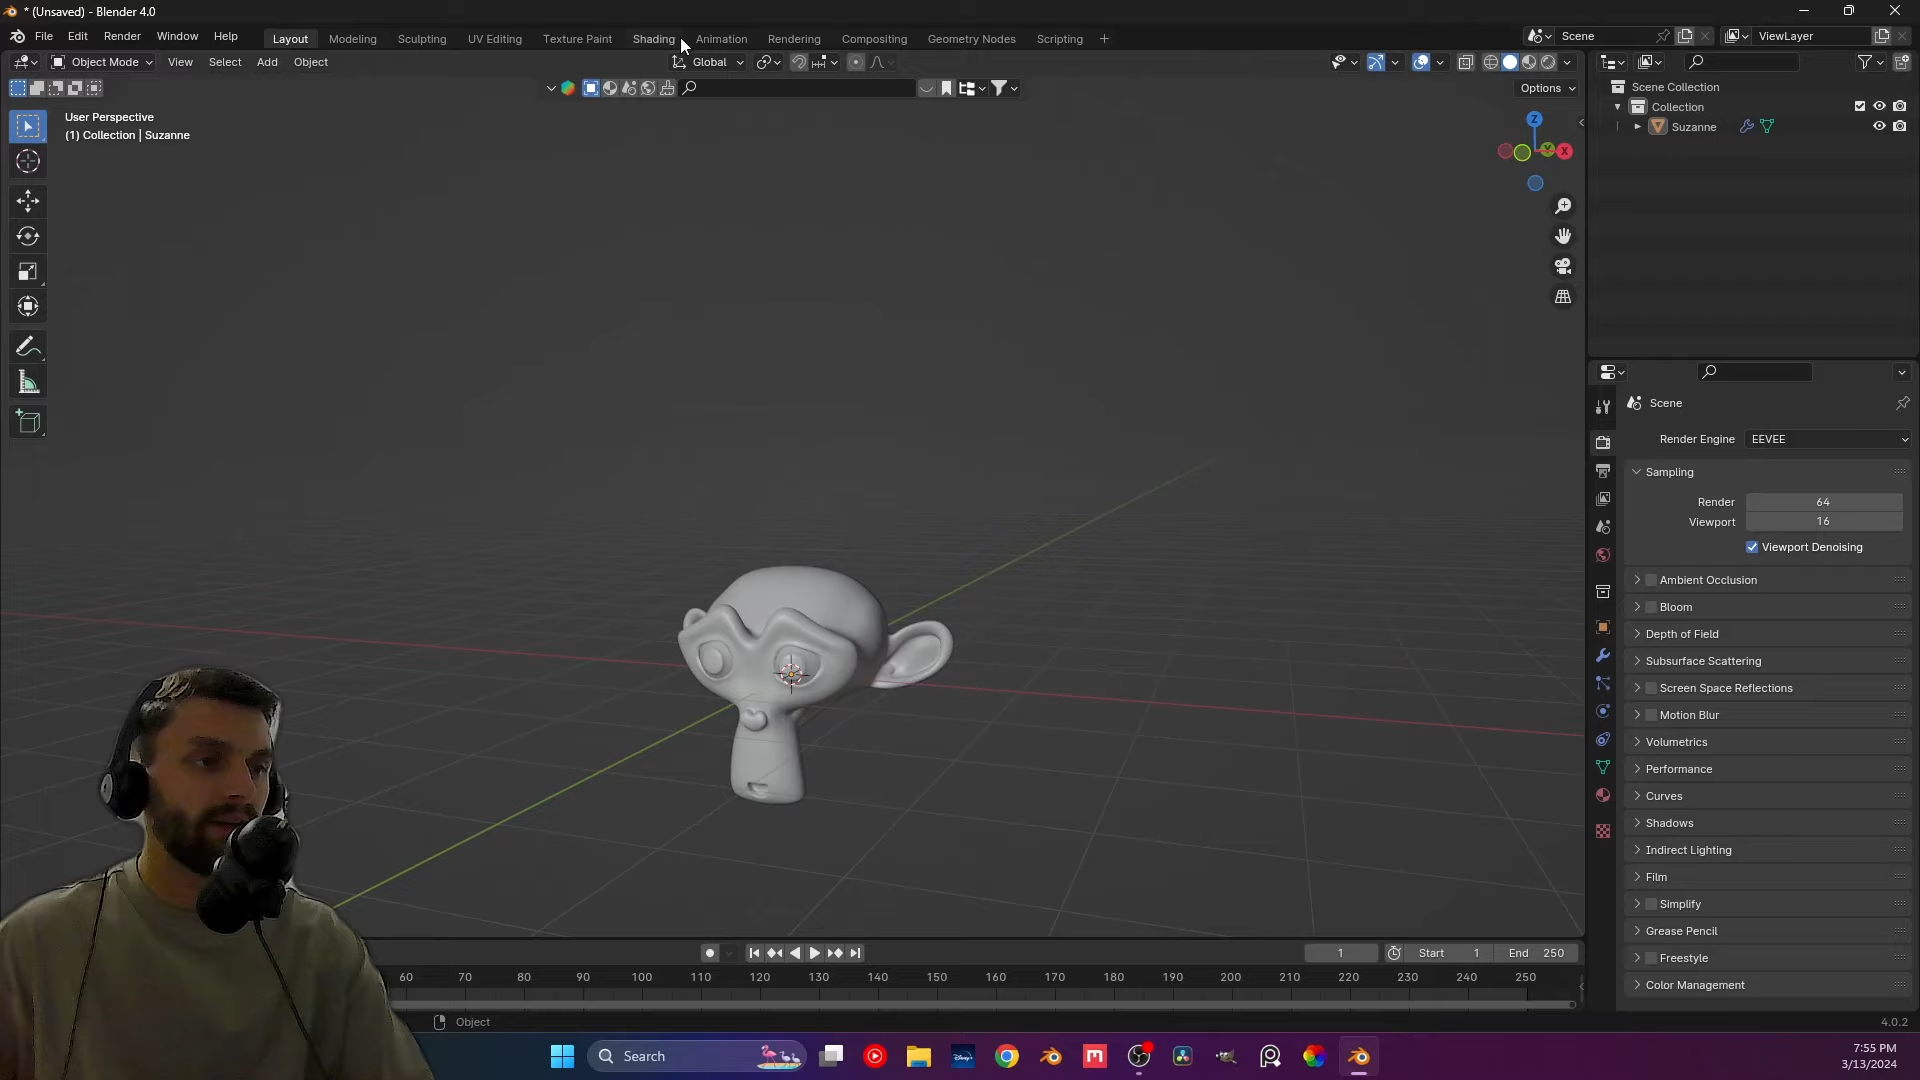 * (Unsaved) - Blender 4.0
File Edit Render Window Help Layout Modeling Sculpting UV Editing Texture Paint Shading Animation Rendering Compositing Geometry Nodes Scripting + Scene ViewLayer
Object Mode View Select Add Object Global
Options
User Perspective
(1) Collection | Suzanne
Z
Y
X
Scene Collection
Collection
Suzanne
Scene
Render Engine EEVEE
Sampling
Render 64
Viewport 16
Viewport Denoising
Ambient Occlusion
Bloom
Depth of Field
Subsurface Scattering
Screen Space Reflections
Motion Blur
Volumetrics
Performance
Curves
Shadows
Indirect Lighting
Film
Simplify
Grease Pencil
Freestyle
Color Management
1 Start 1 End 250
60 70 80 90 100 110 120 130 140 150 160 170 180 190 200 210 220 230 240 250
Object
4.0.2
Search
Disney+
7:55 PM
3/13/2024